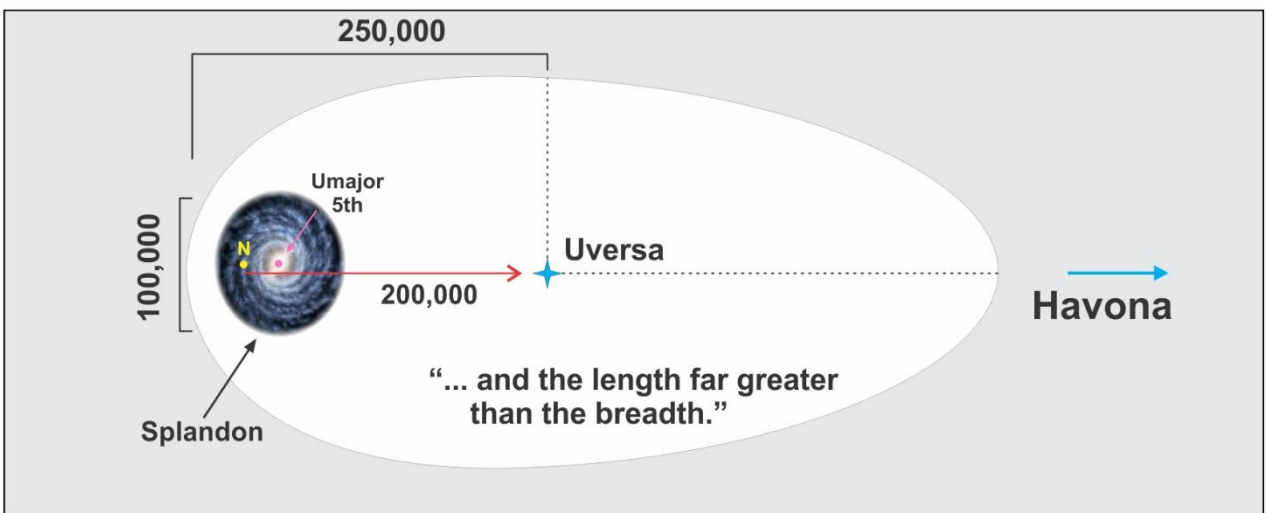 250,000
Umajor
5th
N
100,000
Uversa
200,000
Havona
“... and the length far greater
than the breadth.”
Splandon